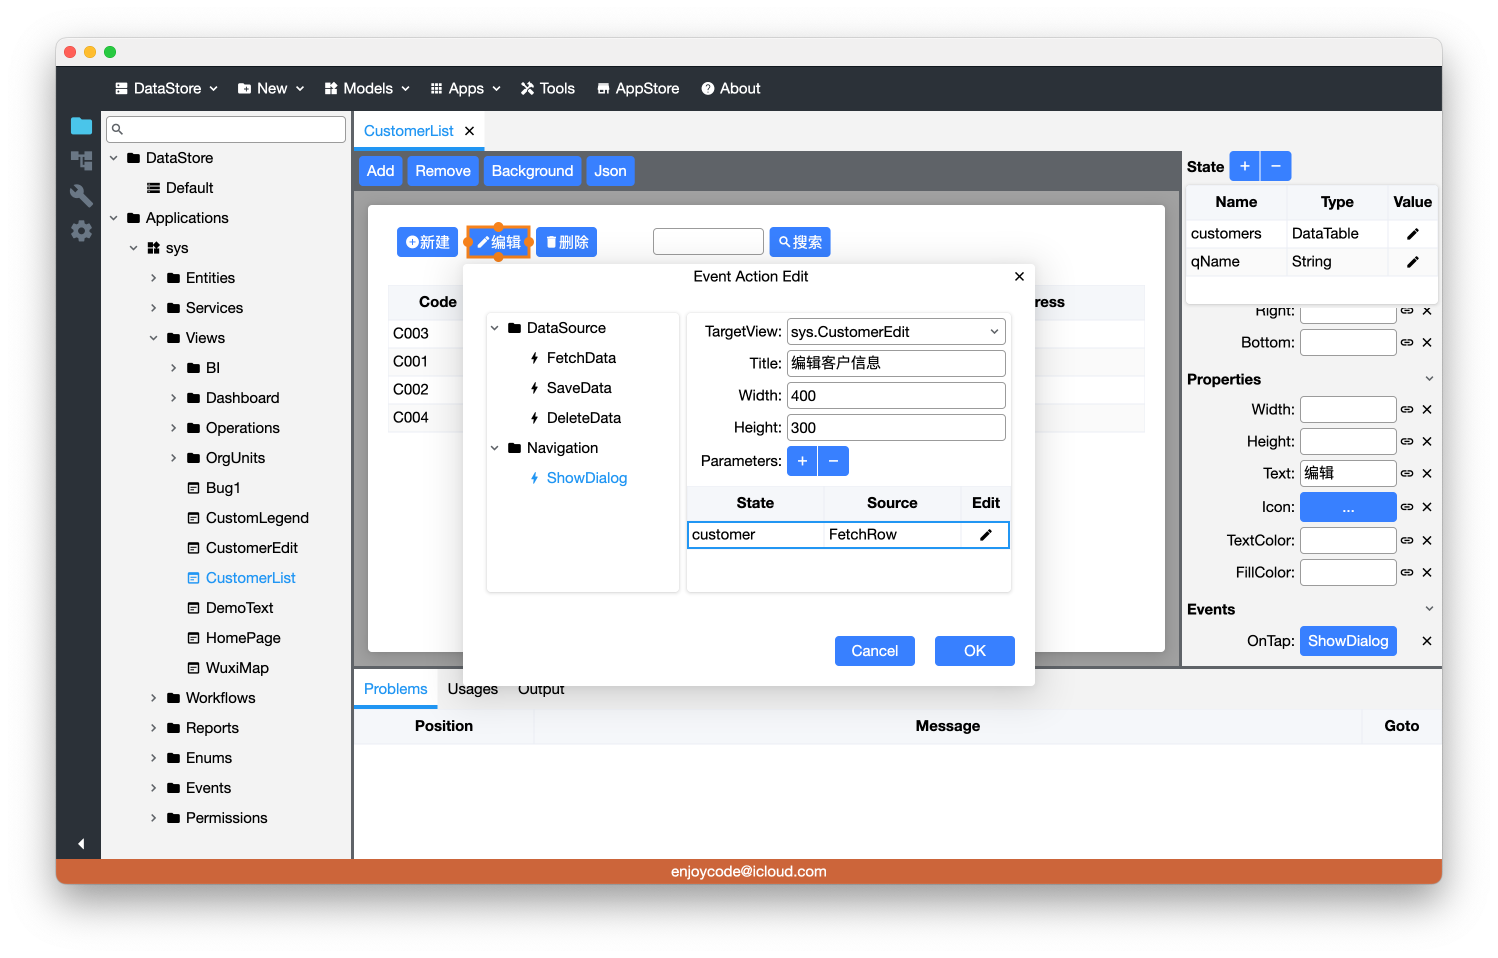 DataStore New Models Apps Tools AppStore About
DataStore
Default
Applications
sys
Entities
Services
Views
BI
Dashboard
Operations
OrgUnits
Bug1
CustomLegend
CustomerEdit
CustomerList
DemoText
HomePage
WuxiMap
Workflows
Reports
Enums
Events
Permissions
CustomerList
Add Remove Background Json
新建 编辑 删除 搜索
Code ress
C003
C001
C002
C004
Event Action Edit
DataSource
FetchData
SaveData
DeleteData
Navigation
ShowDialog
TargetView: sys.CustomerEdit
Title: 编辑客户信息
Width: 400
Height: 300
Parameters: + −
State Source Edit
customer FetchRow
Cancel OK
State + −
Name Type Value
customers DataTable
qName String
Right:
Bottom:
Properties
Width:
Height:
Text: 编辑
Icon: ...
TextColor:
FillColor:
Events
OnTap: ShowDialog
Problems Usages Output
Position Message Goto
enjoycode@icloud.com